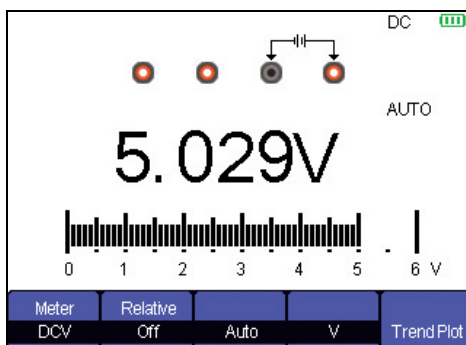 DC
AUTO
5.029V
0 1 2 3 4 5 6 V
Meter Relative
DCV Off Auto V Trend Plot